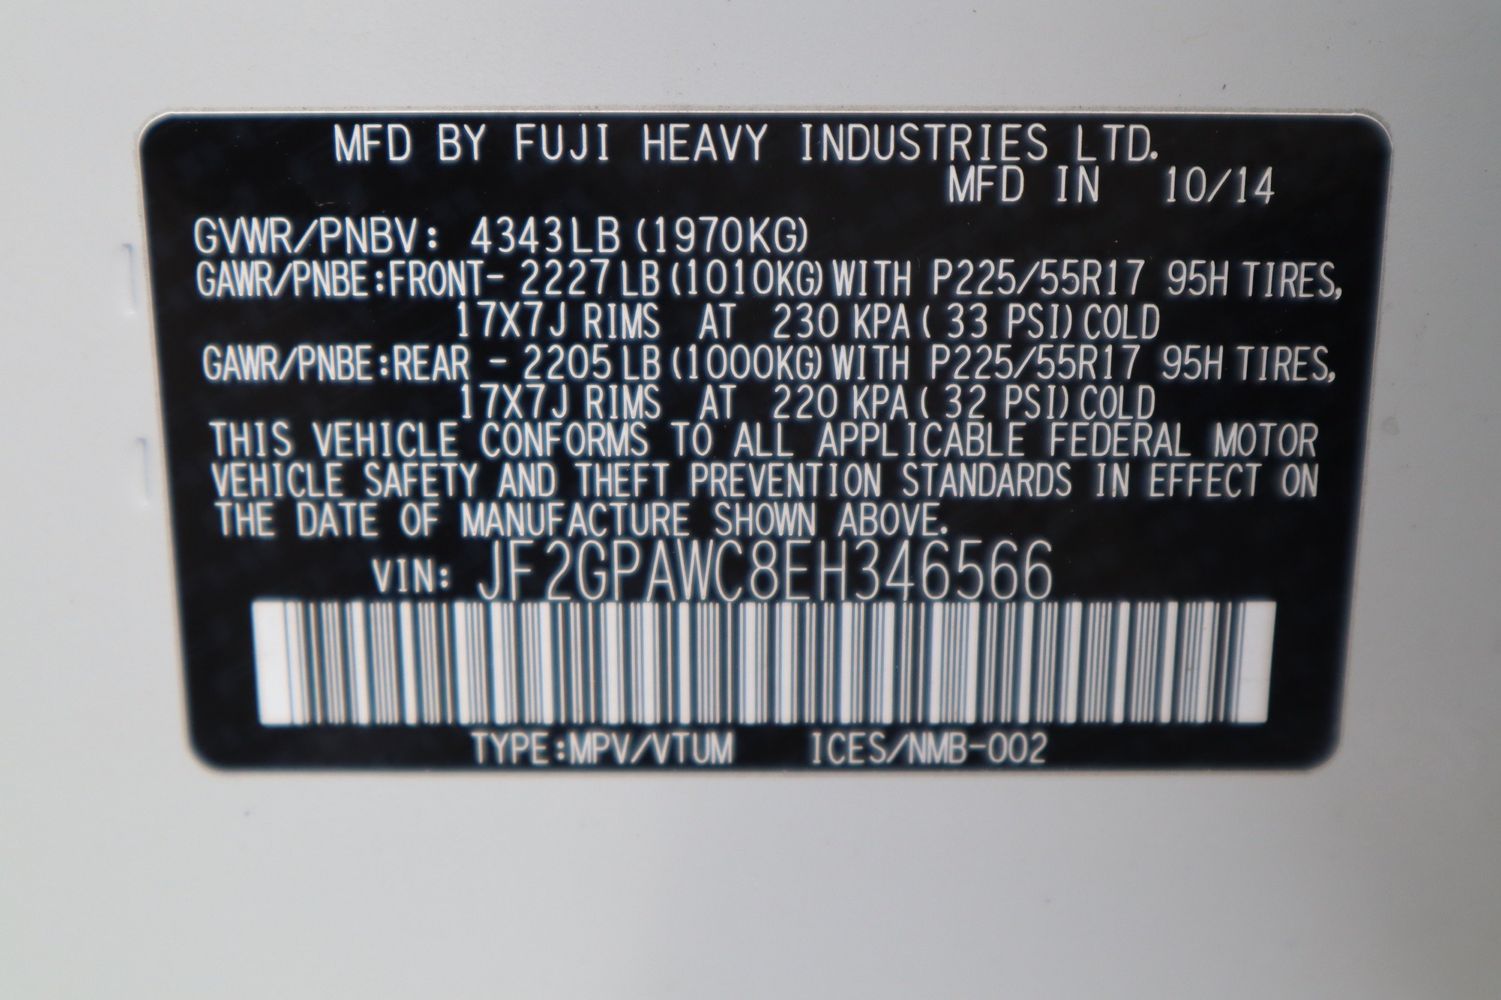 MFD BY FUJI HEAVY INDUSTRIES LTD.
MFD IN 10/14
GVWR/PNBV: 4343LB (1970KG)
GAWR/PNBE:FRONT- 2227 LB (1010KG) WITH P225/55R17 95H TIRES,
17X7J RIMS AT 230 KPA ( 33 PSI) COLD
GAWR/PNBE:REAR - 2205 LB (1000KG) WITH P225/55R17 95H TIRES,
17X7J RIMS AT 220 KPA ( 32 PSI) COLD
THIS VEHICLE CONFORMS TO ALL APPLICABLE FEDERAL MOTOR
VEHICLE SAFETY AND THEFT PREVENTION STANDARDS IN EFFECT ON
THE DATE OF MANUFACTURE SHOWN ABOVE.
VIN: JF2GPAWC8EH346566
TYPE:MPV/VTUM ICES/NMB-002